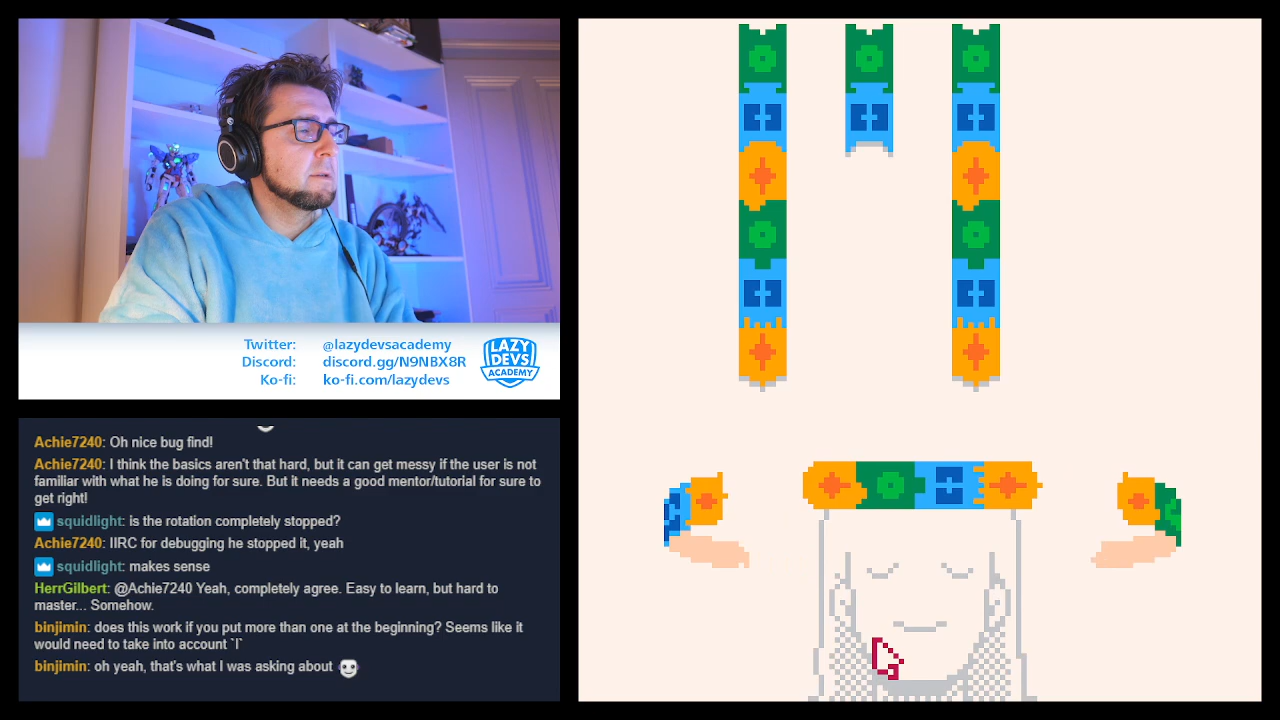 Twitter: @lazydevsacademy
Discord: discord.gg/N9NBX8R
Ko-fi: ko-fi.com/lazydevs
LAZY
DEVS
ACADEMY
Achie7240: Oh nice bug find!
Achie7240: I think the basics aren't that hard, but it can get messy if the user is not
familiar with what he is doing for sure. But it needs a good mentor/tutorial for sure to
get right!
squidlight: is the rotation completely stopped?
Achie7240: IIRC for debugging he stopped it, yeah
squidlight: makes sense
HerrGilbert: @Achie7240 Yeah, completely agree. Easy to learn, but hard to
master... Somehow.
binjimin: does this work if you put more than one at the beginning? Seems like it
would need to take into account `l`
binjimin: oh yeah, that's what I was asking about